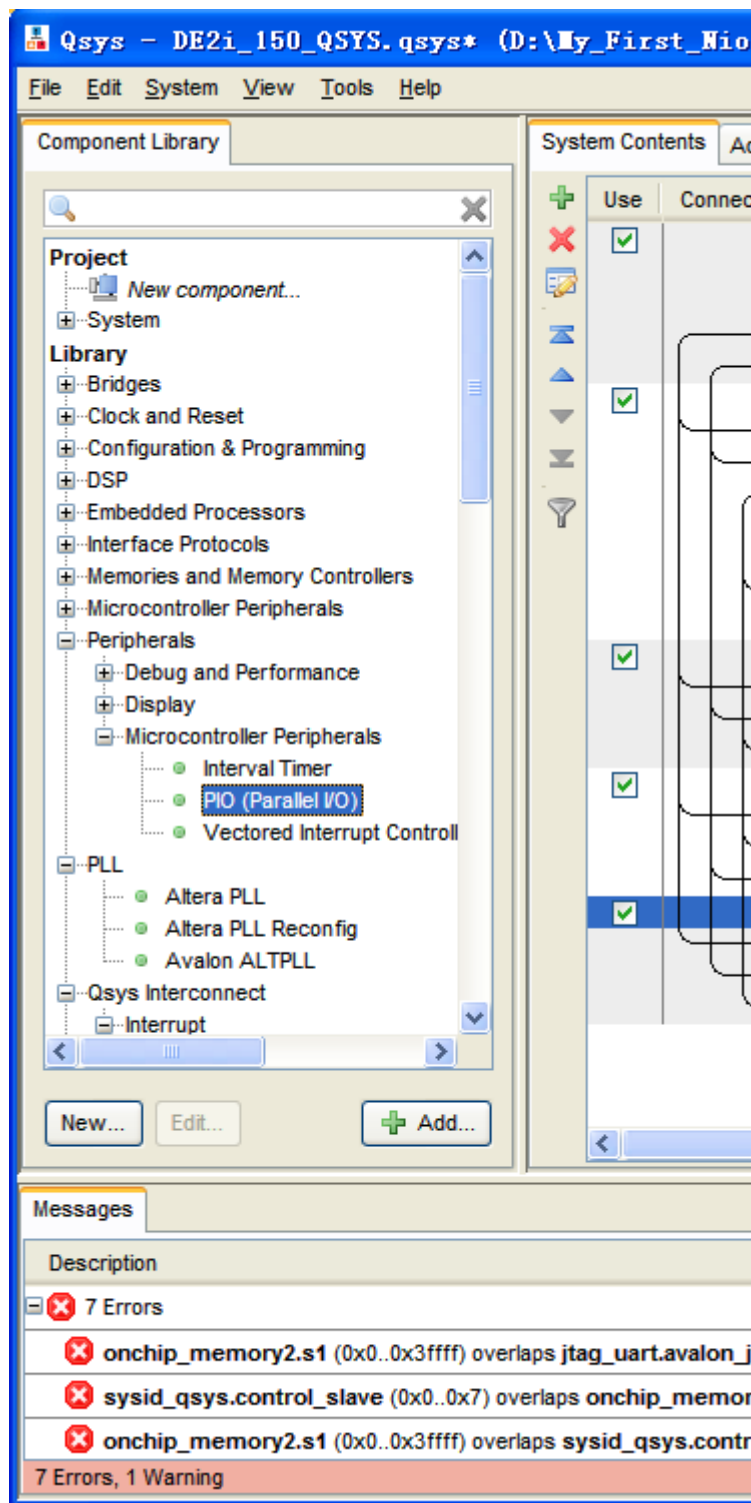 Qsys - DE2i_150_QSYS.qsys* (D:\My_First_Nio
File Edit System View Tools Help
Component Library
System Contents
Use Connec
Project
New component...
System
Library
Bridges
Clock and Reset
Configuration & Programming
DSP
Embedded Processors
Interface Protocols
Memories and Memory Controllers
Microcontroller Peripherals
Peripherals
Debug and Performance
Display
Microcontroller Peripherals
Interval Timer
PIO (Parallel I/O)
Vectored Interrupt Controll
PLL
Altera PLL
Altera PLL Reconfig
Avalon ALTPLL
Qsys Interconnect
Interrupt
New... Edit... Add...
Messages
Description
7 Errors
onchip_memory2.s1 (0x0..0x3ffff) overlaps jtag_uart.avalon_j
sysid_qsys.control_slave (0x0..0x7) overlaps onchip_memor
onchip_memory2.s1 (0x0..0x3ffff) overlaps sysid_qsys.contr
7 Errors, 1 Warning